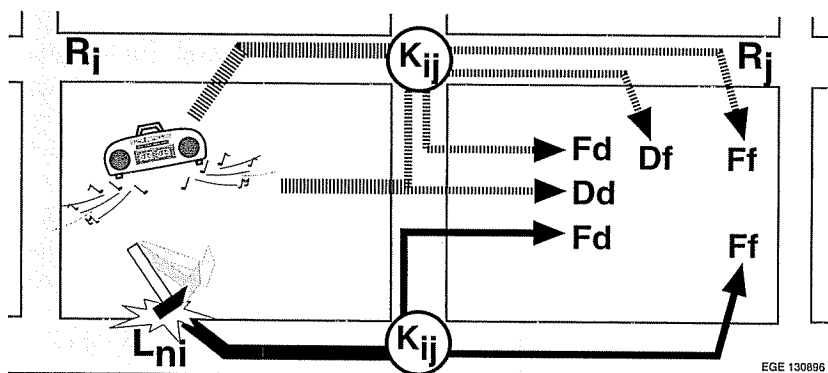 Ri Kij Rj
Fd Df Ff
Dd
Fd Ff
Lni Kij
EGE 130896